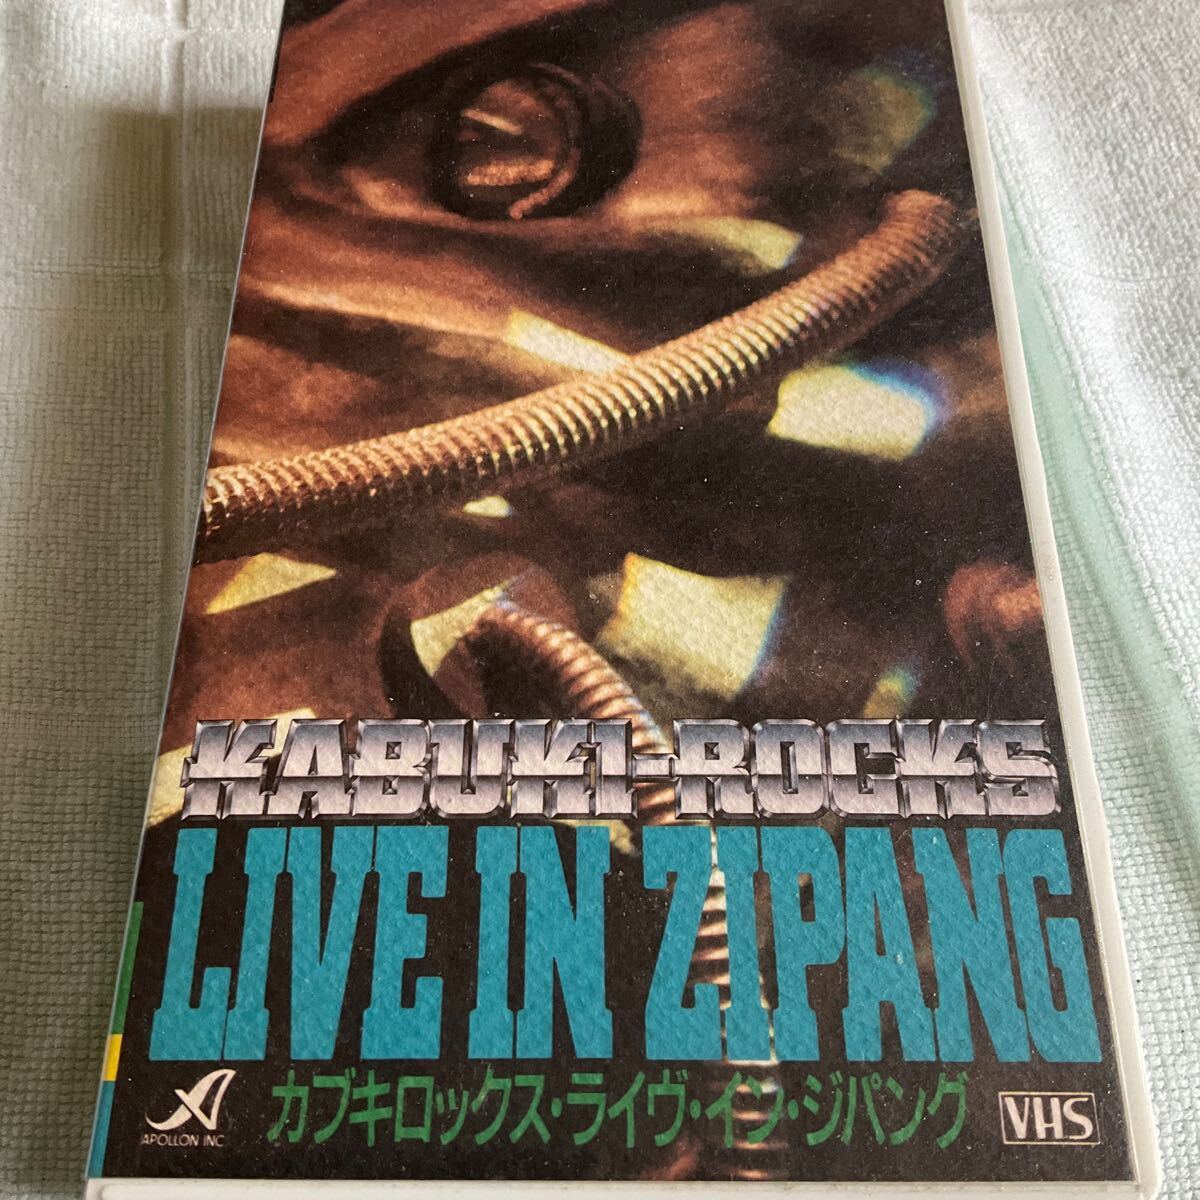 KABUKI-ROCKS
LIVE IN ZIPANG
カブキロックス・ライヴ・イン・ジパング
APOLLON INC
VHS